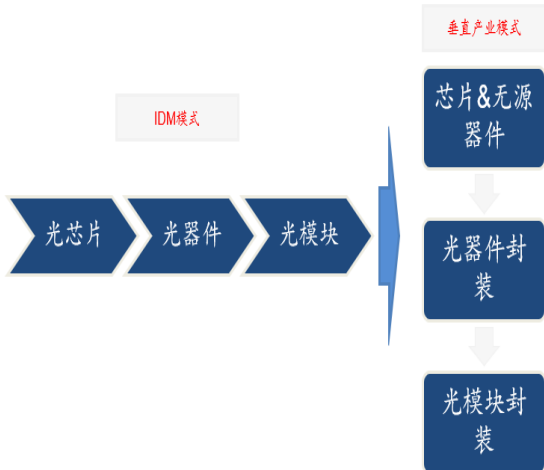 垂直产业模式
IDM模式
光芯片
光器件
光模块
芯片&无源
器件
光器件封
装
光模块封
装